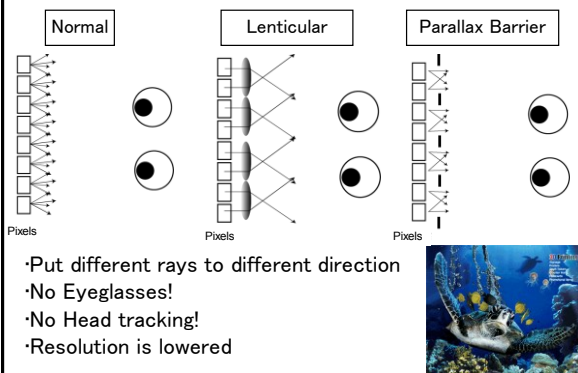 Normal
Lenticular
Parallax Barrier
Pixels
Pixels
Pixels
·Put different rays to different direction
·No Eyeglasses!
·No Head tracking!
·Resolution is lowered